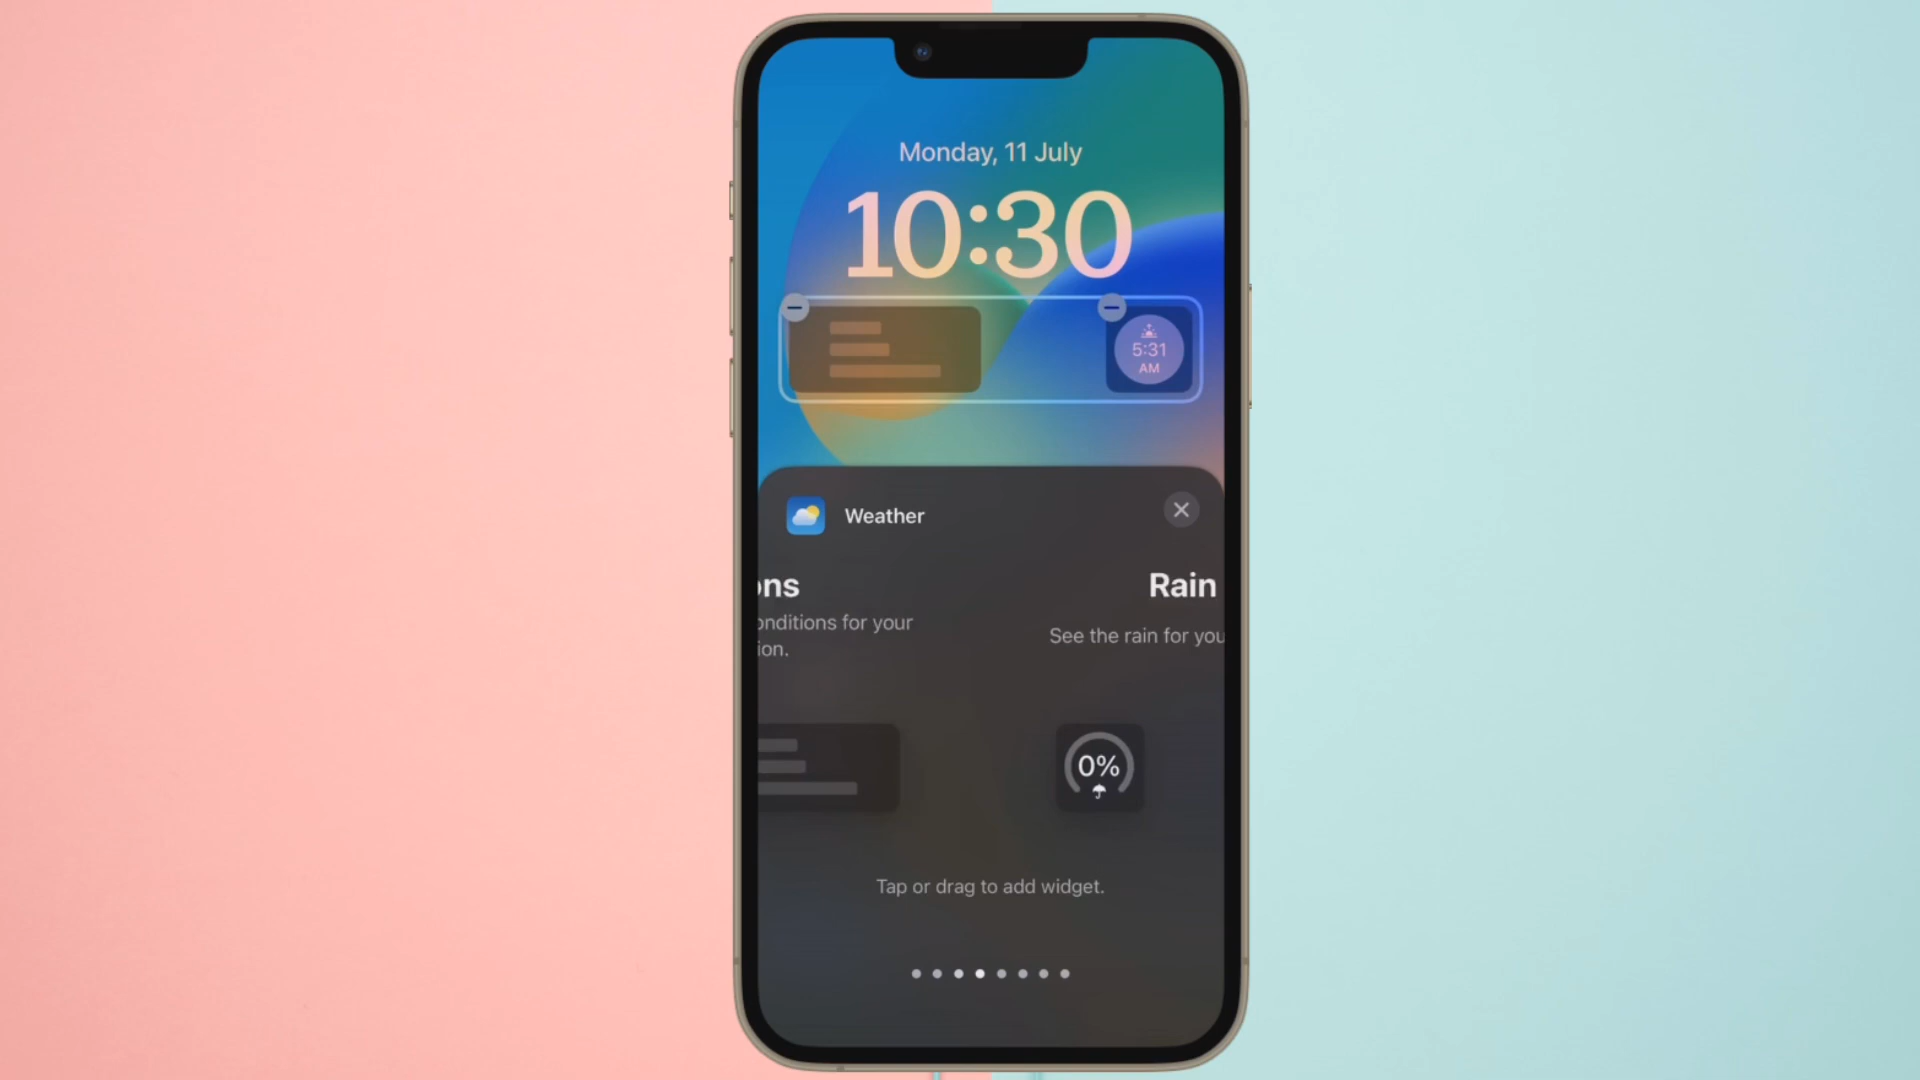 Monday, 11 July
10:30
5:31
AM
Weather
ons
onditions for your
ion.
Rain
See the rain for you
0%
Tap or drag to add widget.